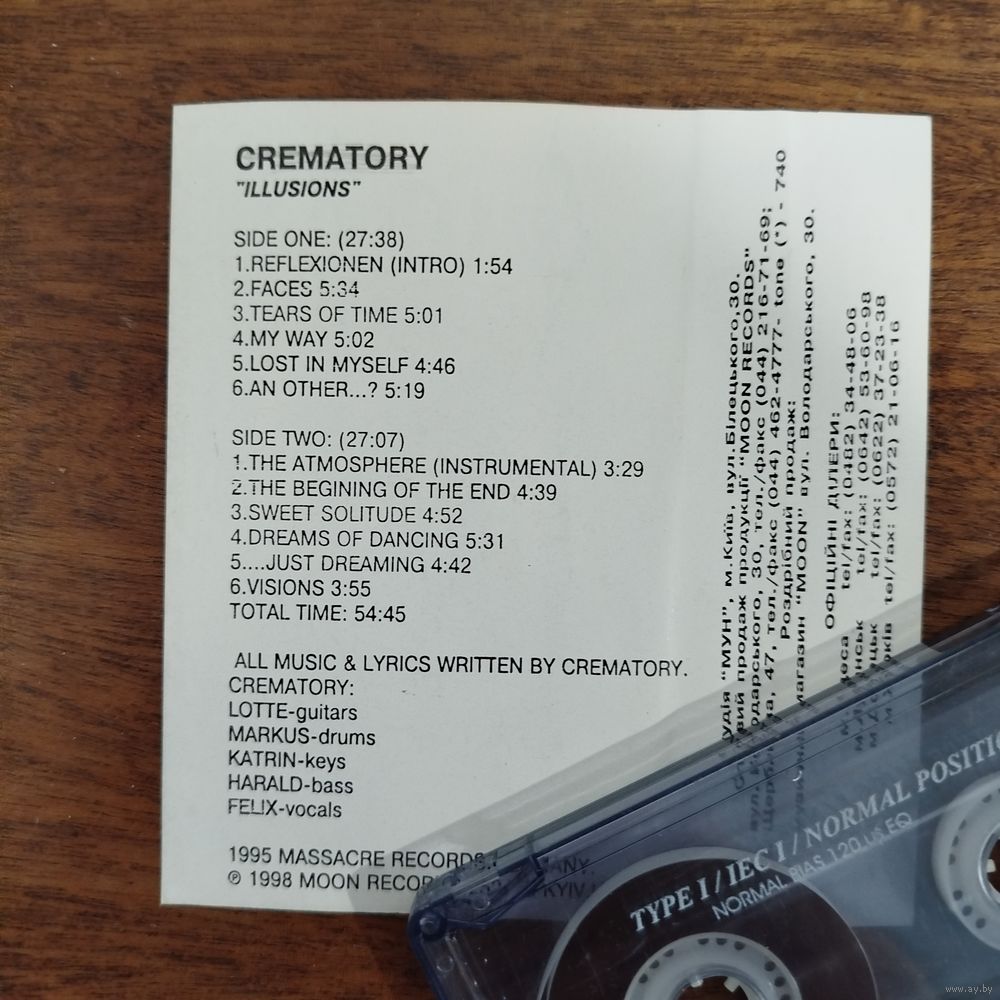 CREMATORY
"ILLUSIONS"
SIDE ONE: (27:38)
1.REFLEXIONEN (INTRO) 1:54
2.FACES 5:34
3.TEARS OF TIME 5:01
4.MY WAY 5:02
5.LOST IN MYSELF 4:46
6.AN OTHER...? 5:19
SIDE TWO: (27:07)
1.THE ATMOSPHERE (INSTRUMENTAL) 3:29
2.THE BEGINING OF THE END 4:39
3.SWEET SOLITUDE 4:52
4.DREAMS OF DANCING 5:31
5....JUST DREAMING 4:42
6.VISIONS 3:55
TOTAL TIME: 54:45
ALL MUSIC & LYRICS WRITTEN BY CREMATORY.
CREMATORY:
LOTTE-guitars
MARKUS-drums
KATRIN-keys
HARALD-bass
FELIX-vocals
1995 MASSACRE RECORDS.
℗ 1998 MOON
"МУН", м.Київ, вул.Білецького,30.
продаж продукції "MOON RECORDS"
30, тел./факс (044) 216-71-69;
47, тел./факс (044) 462-4777- tone (*) - 740
Роздрібний продаж:
"MOON" вул. Володарського, 30.
ОФІЦІЙНІ ДІЛЕРИ:
tel/fax: (0482) 34-48-06
tel/fax: (0642) 53-60-98
tel/fax: (0622) 37-23-38
tel/fax: (0572) 21-06-16
TYPE I / IEC I / NORMAL
NORMAL BIAS 120 µs EQ
www.ay.by